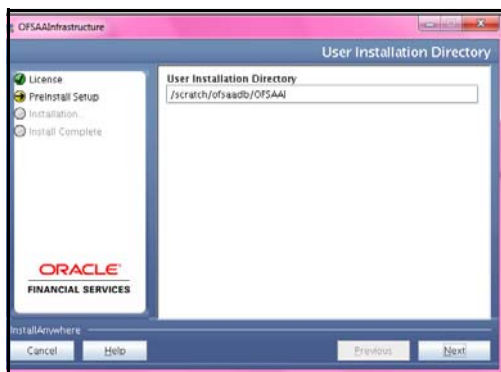 OFSAAInfrastructure
User Installation Directory
License
PreInstall Setup
Installation...
Install Complete
User Installation Directory
/scratch/ofsaadb/OFSAAI
ORACLE
FINANCIAL SERVICES
InstallAnywhere
Cancel
Help
Previous
Next